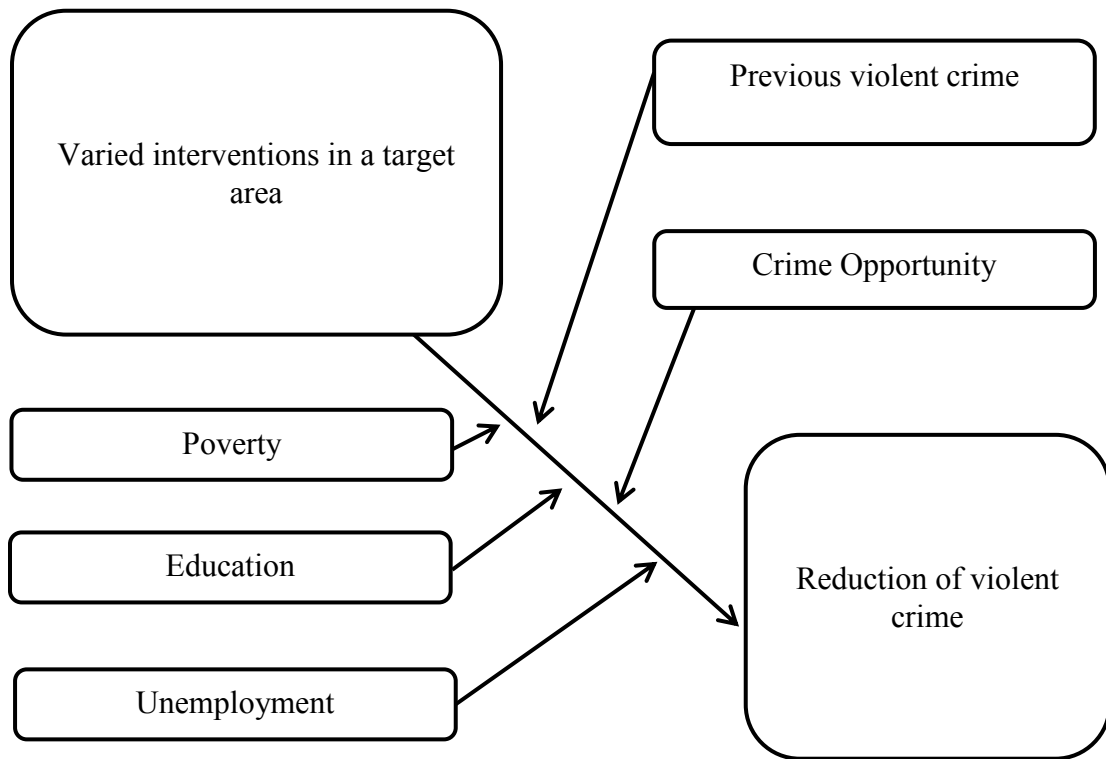 Varied interventions in a target
area
Previous violent crime
Crime Opportunity
Poverty
Education
Unemployment
Reduction of violent
crime